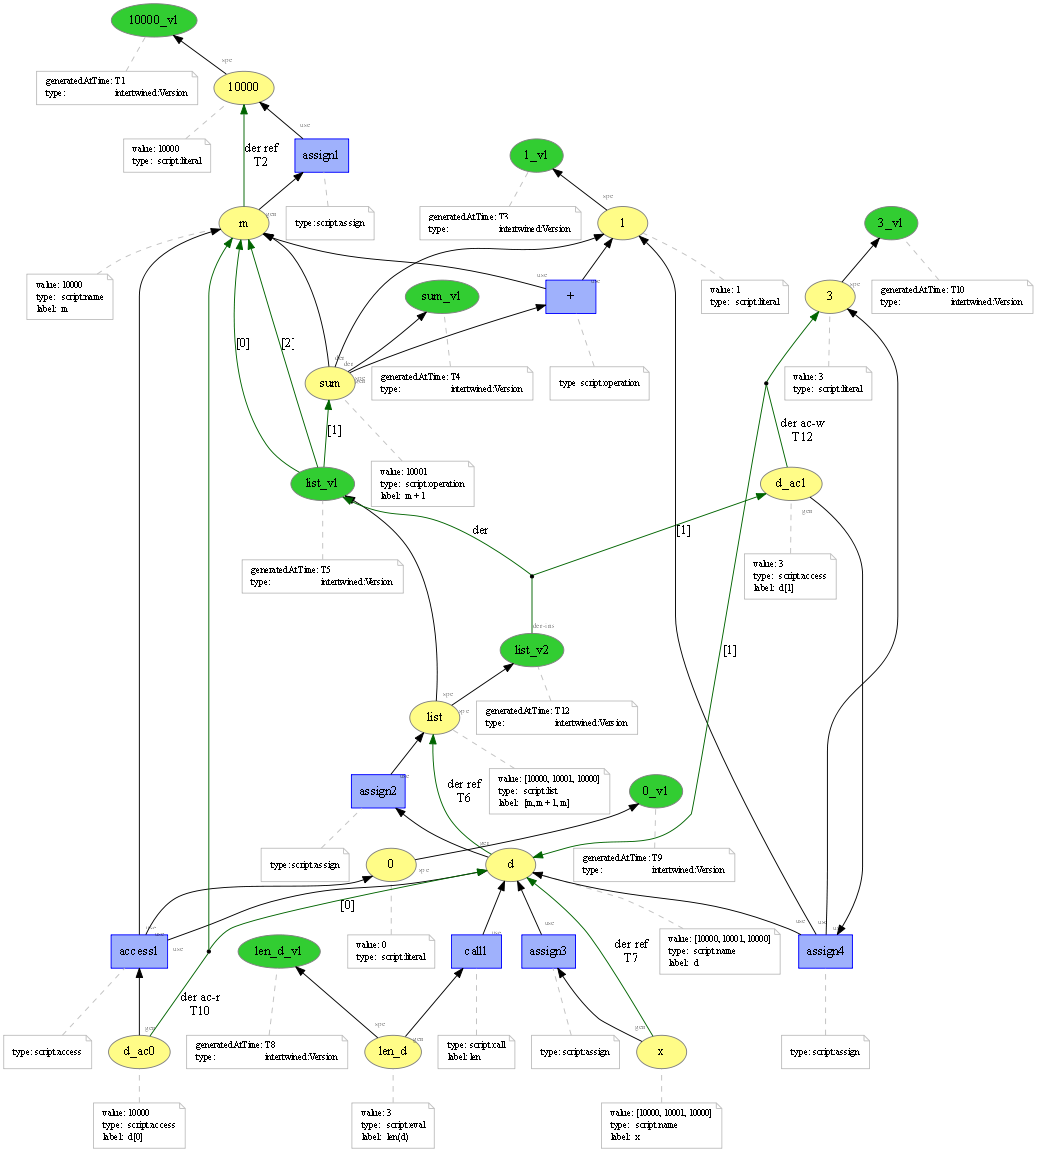 10000_v1
spe
generatedAtTime: T1
type: intertwined:Version
10000
use
value: 10000
type: script:literal
der ref
T2
assign1
1_v1
spe
gen
type: script:assign
generatedAtTime: T3
type: intertwined:Version
m
1
3_v1
value: 10000
type: script:name
label: m
use
use
sum_v1
+
value: 1
type: script:literal
3
spe
generatedAtTime: T10
type: intertwined:Version
[0]
[2]
der
der
spe
gen
sum
generatedAtTime: T4
type: intertwined:Version
type: script:operation
value: 3
type: script:literal
[1]
der ac-w
T12
value: 10001
type: script:operation
label: m + 1
list_v1
d_ac1
gen
der
[1]
generatedAtTime: T5
type: intertwined:Version
value: 3
type: script:access
label: d[1]
der-ins
list_v2
[1]
spe
spe
list
generatedAtTime: T12
type: intertwined:Version
use
assign2
der ref
T6
value: [10000, 10001, 10000]
type: script:list
label: [m, m + 1, m]
0_v1
gen
type: script:assign
0
spe
d
generatedAtTime: T9
type: intertwined:Version
[0]
use
use
use
use
use
use
access1
len_d_v1
value: 0
type: script:literal
call1
assign3
der ref
T7
value: [10000, 10001, 10000]
type: script:name
label: d
assign4
der ac-r
T10
gen
spe
gen
gen
type: script:access
d_ac0
generatedAtTime: T8
type: intertwined:Version
len_d
type: script:call
label: len
type: script:assign
x
type: script:assign
value: 10000
type: script:access
label: d[0]
value: 3
type: script:eval
label: len(d)
value: [10000, 10001, 10000]
type: script:name
label: x